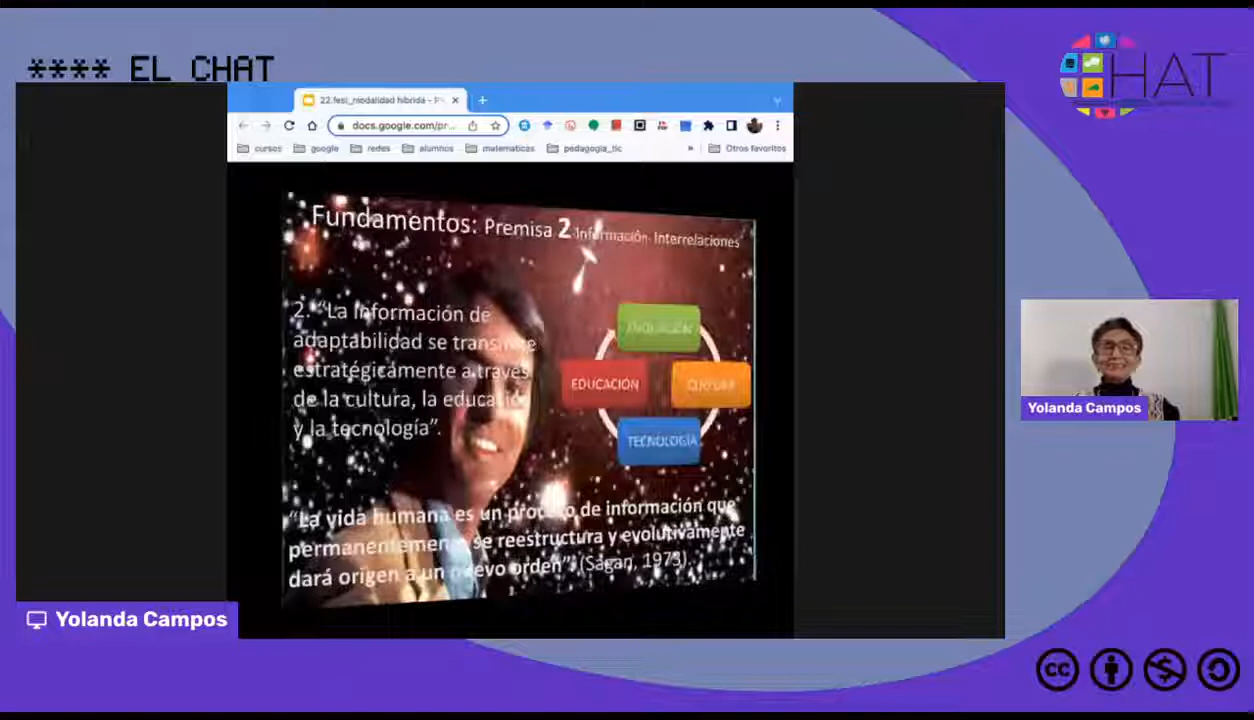 **** EL CHAT
HAT
22.fesi_modalidad híbrida - P
docs.google.com/pr...
cursos
google
redes
alumnos
matematicas
pedagogia_tic
»
Otros favoritos
Fundamentos: Premisa 2 Información- Interrelaciones
2. “La información de
adaptabilidad se transmite
estratégicamente a través
de la cultura, la educación
y la tecnología”.
EDUCACIÓN
CULTURA
TECNOLOGÍA
“La vida humana es un proceso de información que
permanentemente se reestructura y evolutivamente
dará origen a un nuevo orden” (Sagan, 1973).
Yolanda Campos
Yolanda Campos
cc